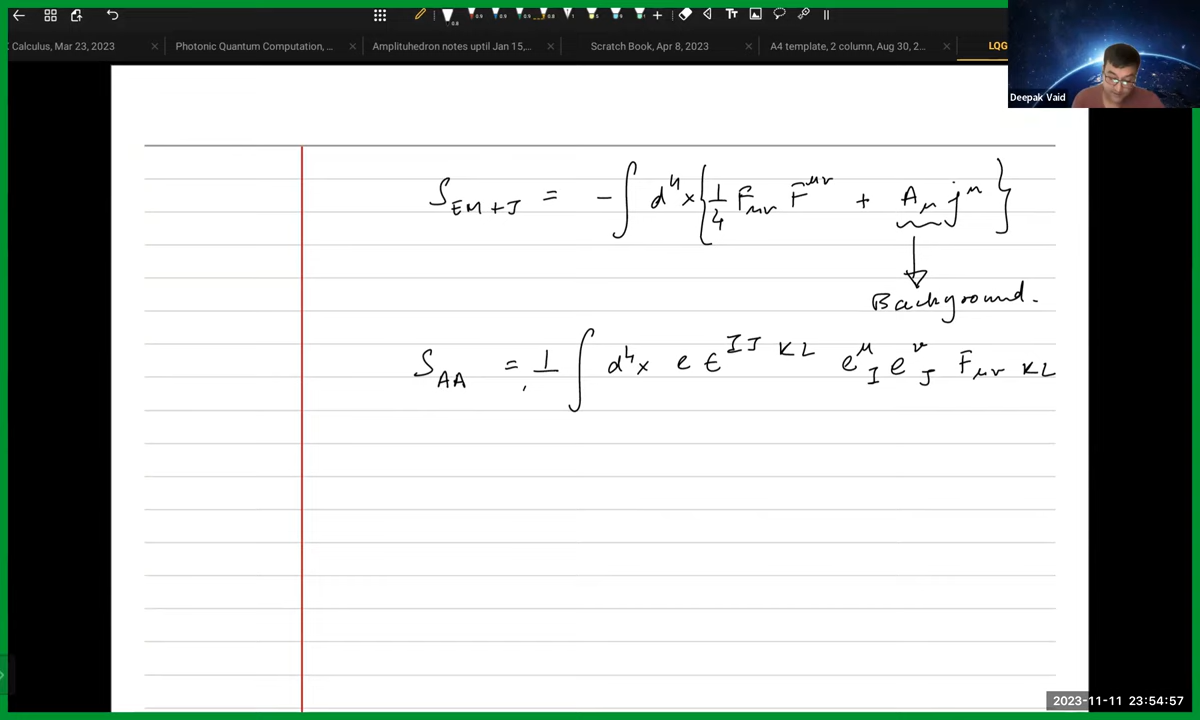 Calculus, Mar 23, 2023
Photonic Quantum Computation, ...
Amplituhedron notes uptil Jan 15,...
Scratch Book, Apr 8, 2023
A4 template, 2 column, Aug 30, 2...
LQG
Deepak Vaid
S_{EM+J} = - ∫ d⁴x { 1/4 F_{μν} F^{μν} + A_μ j^μ }
Background.
S_{AA} = 1/ ∫ d⁴x e ϵ^{IJKL} e^μ_I e^ν_J F_{μν KL}
2023-11-11 23:54:57